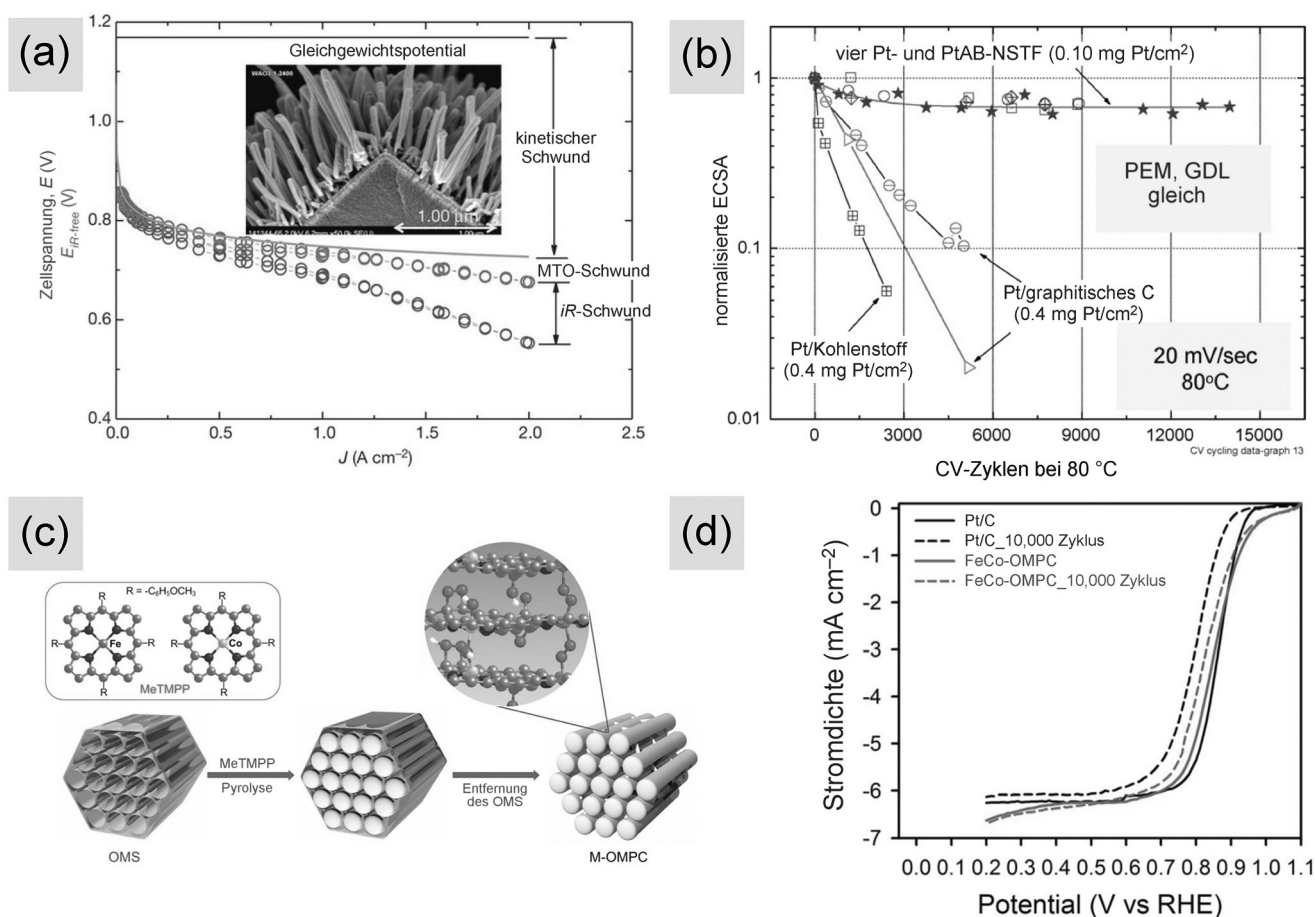 (a)
1.2
1.0
0.8
0.6
0.4
Zellspannung, E (V)
E_iR-free (V)
Gleichgewichtspotential
WAO3 1-3400
1.00 µm
1.00um
kinetischer
Schwund
MTO-Schwund
iR-Schwund
0.0 0.5 1.0 1.5 2.0 2.5
J (A cm⁻²)
(b)
vier Pt- und PtAB-NSTF (0.10 mg Pt/cm²)
1
0.1
0.01
normalisierte ECSA
PEM, GDL
gleich
Pt/graphitisches C
(0.4 mg Pt/cm²)
Pt/Kohlenstoff
(0.4 mg Pt/cm²)
20 mV/sec
80°C
0 3000 6000 9000 12000 15000
CV cycling data-graph 13
CV-Zyklen bei 80 °C
(c)
R = -C₆H₅OCH₃
R R
R Fe R R Co R
R R
MeTMPP
MeTMPP
Pyrolyse
Entfernung
des OMS
OMS
M-OMPC
(d)
Pt/C
Pt/C_10,000 Zyklus
FeCo-OMPC
FeCo-OMPC_10,000 Zyklus
0
-1
-2
-3
-4
-5
-6
-7
Stromdichte (mA cm⁻²)
0.0 0.1 0.2 0.3 0.4 0.5 0.6 0.7 0.8 0.9 1.0 1.1
Potential (V vs RHE)